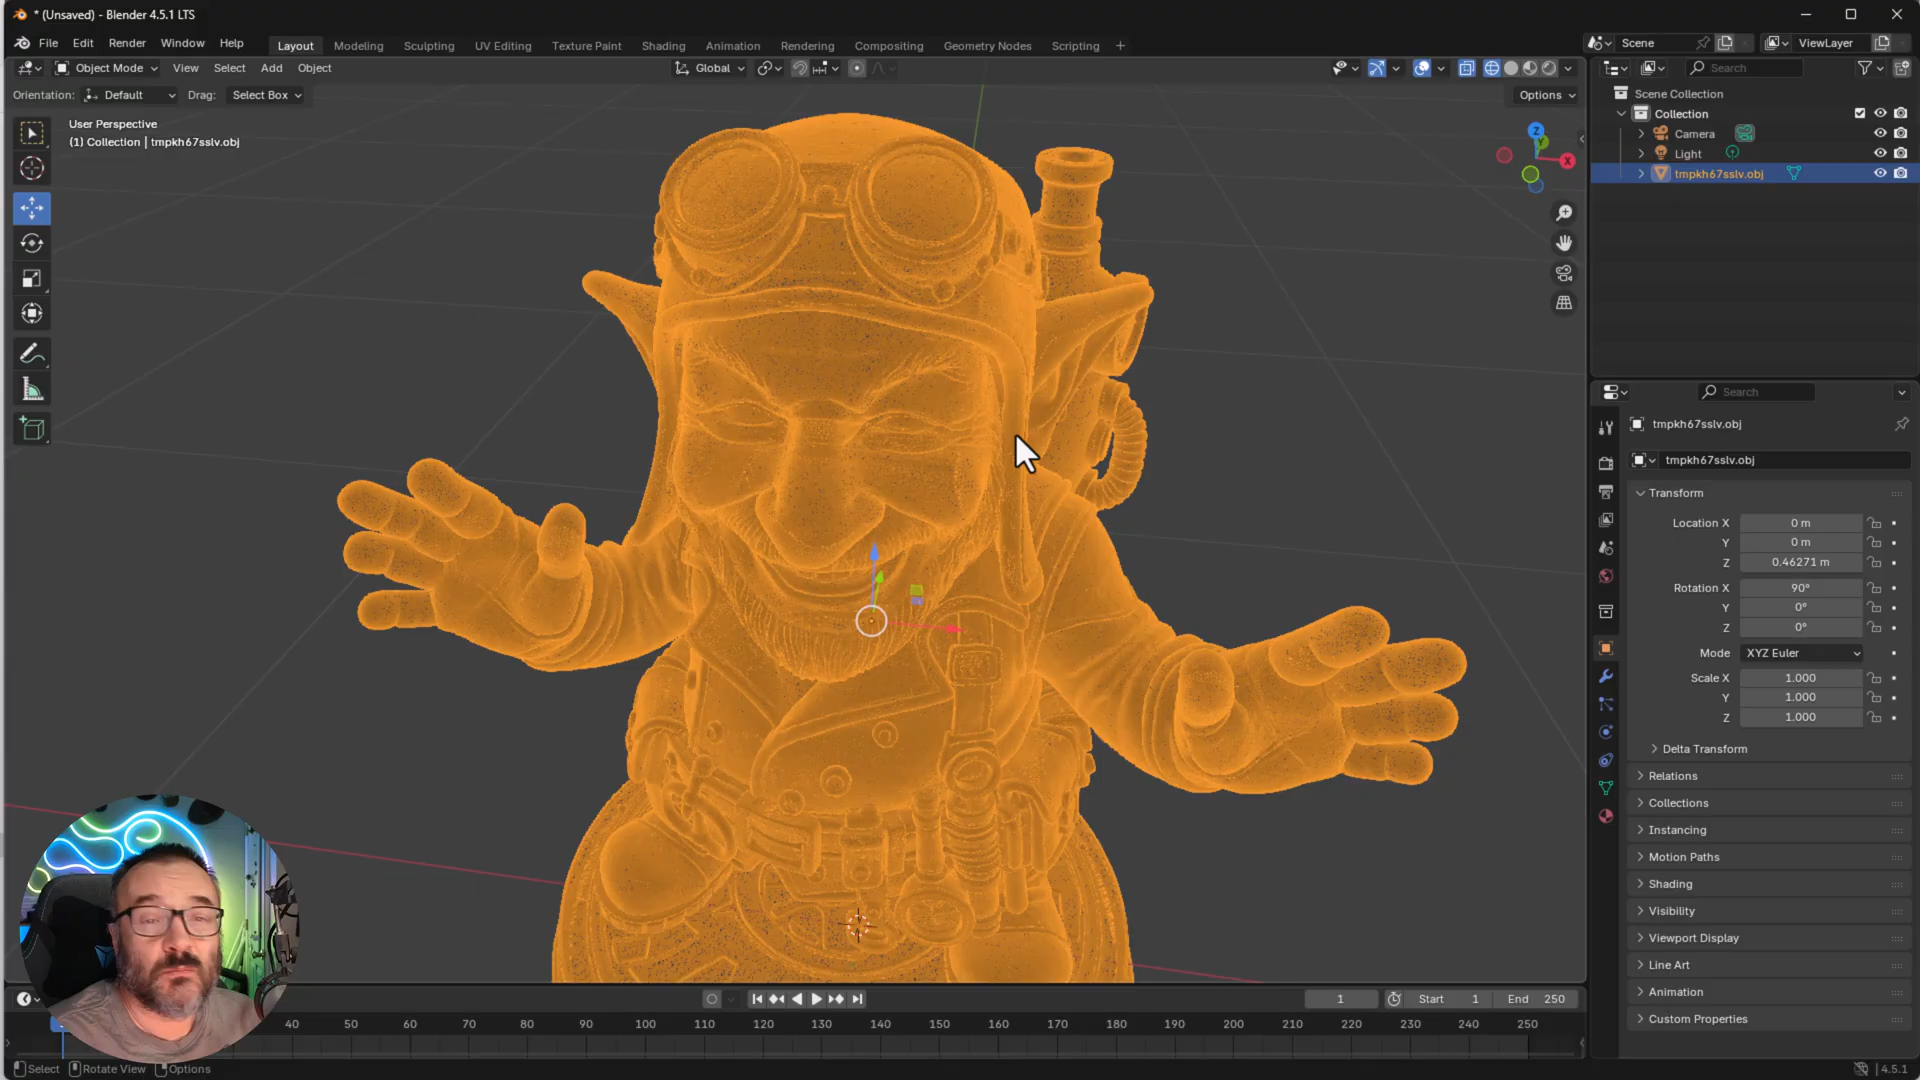 * (Unsaved) - Blender 4.5.1 LTS
File Edit Render Window Help
Layout Modeling Sculpting UV Editing Texture Paint Shading Animation Rendering Compositing Geometry Nodes Scripting +
Scene
ViewLayer
Object Mode View Select Add Object
Global
Search
Orientation: Default Drag: Select Box
Options
User Perspective
(1) Collection | tmpkh67sslv.obj
Z
Y
X
Scene Collection
Collection
Camera
Light
tmpkh67sslv.obj
Search
tmpkh67sslv.obj
tmpkh67sslv.obj
Transform
Location X 0 m
Y 0 m
Z 0.46271 m
Rotation X 90°
Y 0°
Z 0°
Mode XYZ Euler
Scale X 1.000
Y 1.000
Z 1.000
Delta Transform
Relations
Collections
Instancing
Motion Paths
Shading
Visibility
Viewport Display
Line Art
Animation
Custom Properties
1 Start 1 End 250
40 50 60 70 80 90 100 110 120 130 140 150 160 170 180 190 200 210 220 230 240 250
Select Rotate View Options
4.5.1